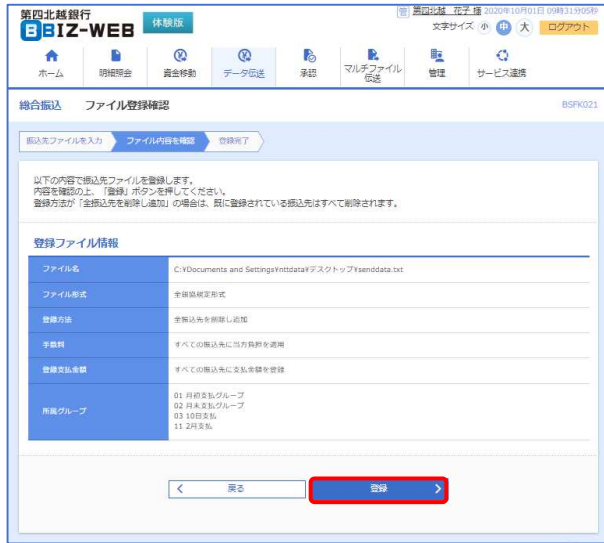 第四北越銀行
BBIZ-WEB 体験版
管 第四北越 花子 様 2020年10月01日 09時31分05秒
文字サイズ 小 中 大 ログアウト
ホーム 明細照会 資金移動 データ伝送 承認 マルチファイル伝送 管理 サービス連携
総合振込 ファイル登録確認 BSFK021
振込先ファイルを入力 ファイル内容を確認 登録完了
以下の内容で振込先ファイルを登録します。
内容を確認の上、「登録」ボタンを押してください。
登録方法が「全振込先を削除し追加」の場合は、既に登録されている振込先はすべて削除されます。
登録ファイル情報
ファイル名 C:¥Documents and Settings¥nttdata¥デスクトップ¥senddata.txt
ファイル形式 全銀協規定形式
登録方法 全振込先を削除し追加
手数料 すべての振込先に当方負担を適用
登録支払金額 すべての振込先に支払金額を登録
所属グループ
01 月初支払グループ
02 月末支払グループ
03 10日支払
11 2月支払
戻る 登録